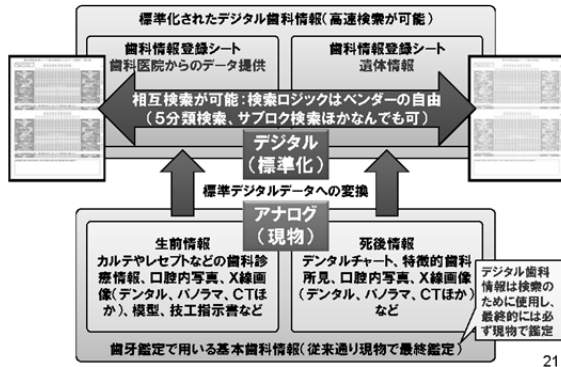 標準化されたデジタル歯科情報(高速検索が可能)
歯科情報登録シート
歯科医院からのデータ提供
歯科情報登録シート
遺体情報
相互検索が可能:検索ロジックはベンダーの自由
(5分類検索、サブロク検索ほかなんでも可)
デジタル
(標準化)
標準デジタルデータへの変換
アナログ
(現物)
生前情報
カルテやレセプトなどの歯科診
療情報、口腔内写真、X線画
像(デンタル、パノラマ、CTほ
か)、模型、技工指示書など
死後情報
デンタルチャート、特徴的歯科
所見、口腔内写真、X線画像
(デンタル、パノラマ、CTほか)
など
デジタル歯科
情報は検索の
ために使用し、
最終的には必
ず現物で鑑定
歯牙鑑定で用いる基本歯科情報(従来通り現物で最終鑑定)
21